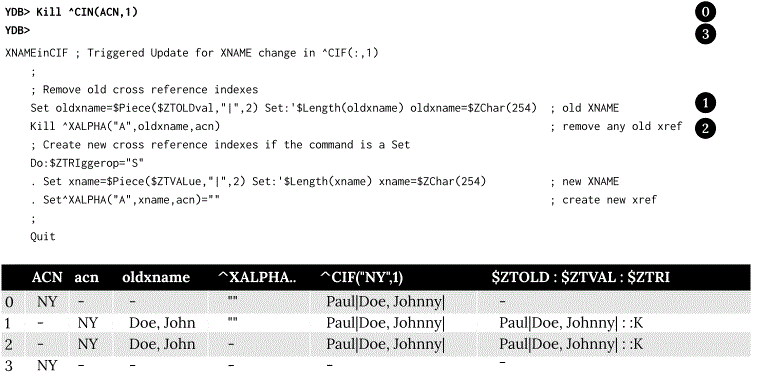 YDB> Kill ^CIN(ACN,1) 0
YDB> 3
XNAMEinCIF ; Triggered Update for XNAME change in ^CIF(:,1)
;
; Remove old cross reference indexes
Set oldxname=$Piece($ZTOLDval,"|",2) Set:'$Length(oldxname) oldxname=$ZChar(254) ; old XNAME 1
Kill ^XALPHA("A",oldxname,acn) ; remove any old xref 2
; Create new cross reference indexes if the command is a Set
Do:$ZTRIggerop="S"
. Set xname=$Piece($ZTVALue,"|",2) Set:'$Length(xname) xname=$ZChar(254) ; new XNAME
. Set^XALPHA("A",xname,acn)="" ; create new xref
;
Quit
ACN acn oldxname ^XALPHA.. ^CIF("NY",1) $ZTOLD : $ZTVAL : $ZTRI
0 NY - - "" Paul|Doe, Johnny| -
1 - NY Doe, John "" Paul|Doe, Johnny| Paul|Doe, Johnny| : :K
2 - NY Doe, John - Paul|Doe, Johnny| Paul|Doe, Johnny| : :K
3 NY - - - - -